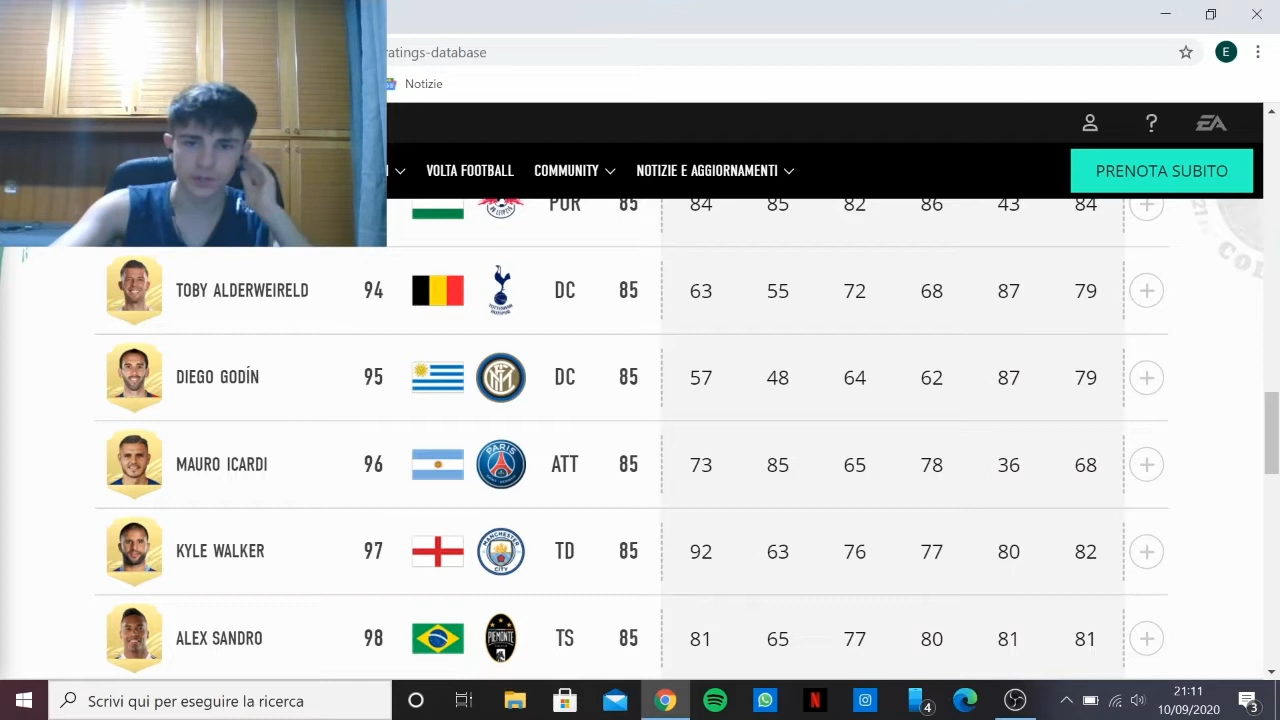 ratings-database
E
Notizie
VOLTA FOOTBALL COMMUNITY NOTIZIE E AGGIORNAMENTI PRENOTA SUBITO
POR 85 84 85 82 86 43 84
TOBY ALDERWEIRELD 94 DC 85 63 55 72 68 87 79
DIEGO GODÍN 95 DC 85 57 48 64 62 87 79
MAURO ICARDI 96 PARIS ATT 85 73 85 65 78 36 68
KYLE WALKER 97 TD 85 92 63 76 77 80 82
ALEX SANDRO 98 PIEMONTE TS 85 81 65 77 80 81 81
Scrivi qui per eseguire la ricerca
4
21:11
10/09/2020
3